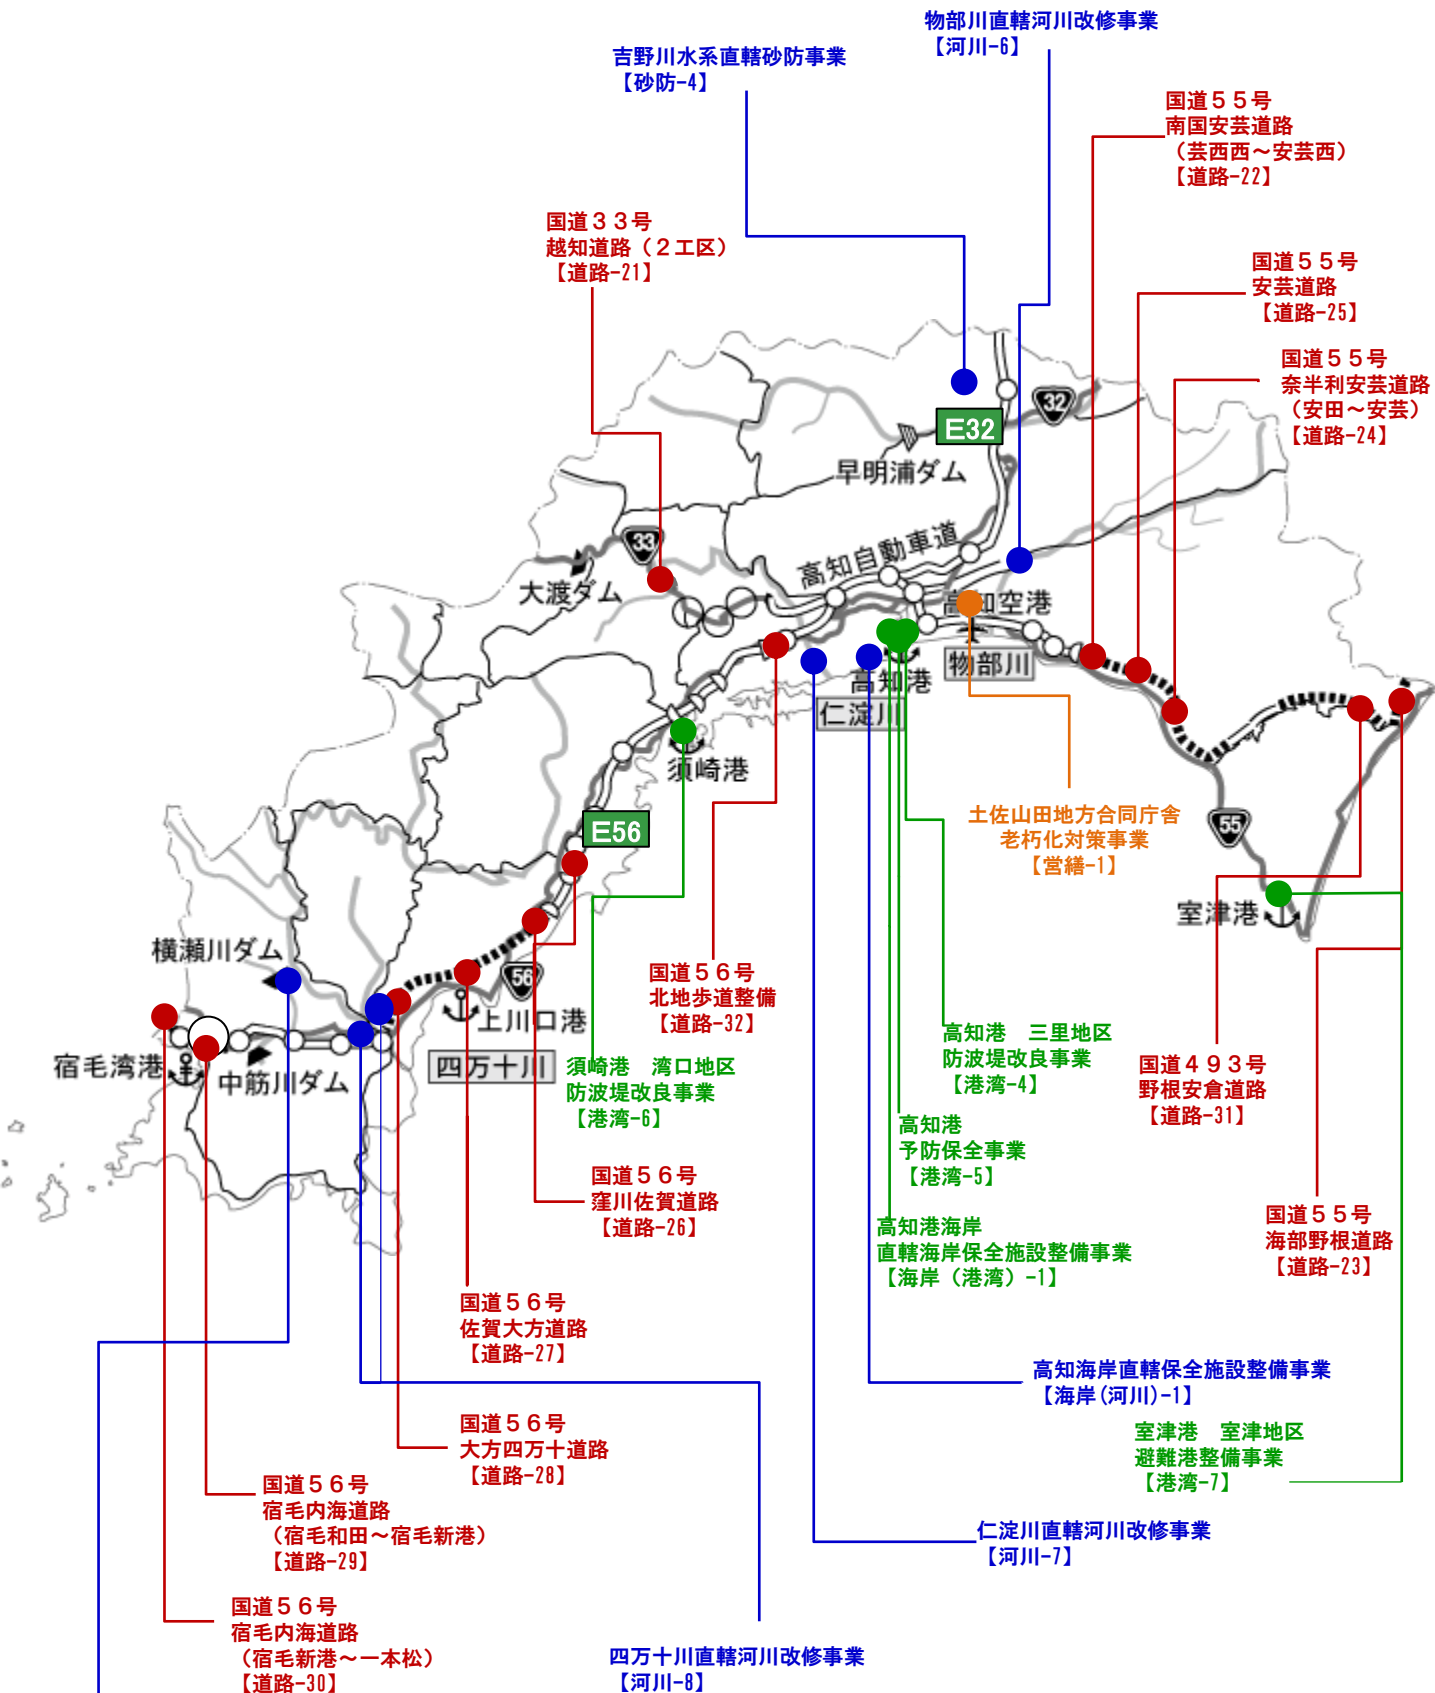 物部川直轄河川改修事業
【河川-6】
吉野川水系直轄砂防事業
【砂防-4】
国道５５号
南国安芸道路
（芸西西～安芸西）
【道路-22】
国道３３号
越知道路（２工区）
【道路-21】
国道５５号
安芸道路
【道路-25】
国道５５号
奈半利安芸道路
（安田～安芸）
【道路-24】
32
E32
早明浦ダム
33
高知自動車道
大渡ダム
高知空港
物部川
高知港
仁淀川
須崎港
E56
55
土佐山田地方合同庁舎
老朽化対策事業
【営繕-1】
室津港
横瀬川ダム
56
上川口港
四万十川
宿毛湾港
中筋川ダム
国道５６号
北地歩道整備
【道路-32】
高知港　三里地区
防波堤改良事業
【港湾-4】
国道４９３号
野根安倉道路
【道路-31】
須崎港　湾口地区
防波堤改良事業
【港湾-6】
高知港
予防保全事業
【港湾-5】
国道５６号
窪川佐賀道路
【道路-26】
高知港海岸
直轄海岸保全施設整備事業
【海岸（港湾）-1】
国道５５号
海部野根道路
【道路-23】
国道５６号
佐賀大方道路
【道路-27】
高知海岸直轄保全施設整備事業
【海岸(河川)-1】
国道５６号
大方四万十道路
【道路-28】
室津港　室津地区
避難港整備事業
【港湾-7】
国道５６号
宿毛内海道路
（宿毛和田～宿毛新港）
【道路-29】
仁淀川直轄河川改修事業
【河川-7】
国道５６号
宿毛内海道路
（宿毛新港～一本松）
【道路-30】
四万十川直轄河川改修事業
【河川-8】